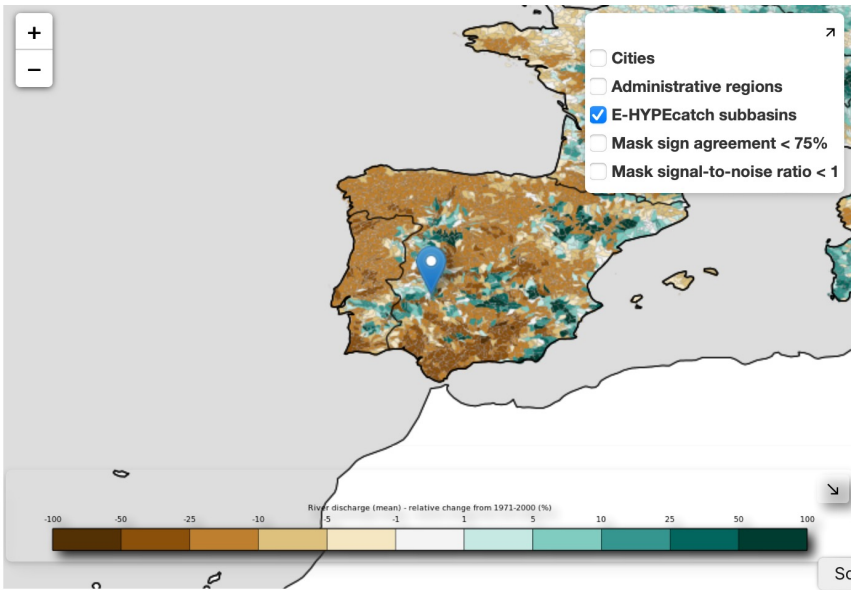 +
−
Cities
Administrative regions
E-HYPEcatch subbasins
Mask sign agreement < 75%
Mask signal-to-noise ratio < 1
River discharge (mean) - relative change from 1971-2000 (%)
-100 -50 -25 -10 -5 -1 1 5 10 25 50 100
Sc